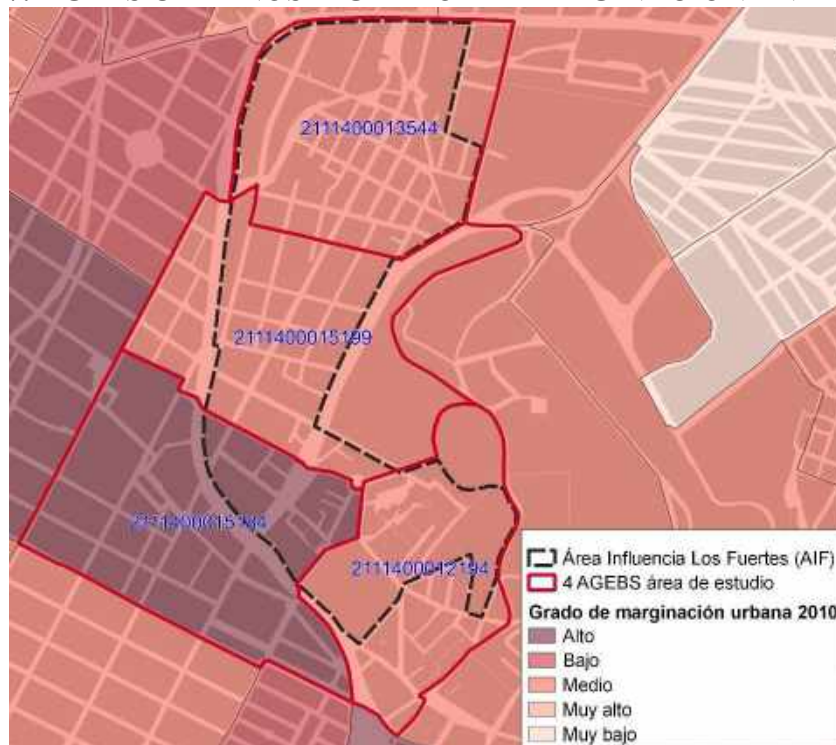 2111400013544
2111400015199
2111400012194
Área Influencia Los Fuertes (AIF)
4 AGEBS área de estudio
Grado de marginación urbana 2010
Alto
Bajo
Medio
Muy alto
Muy bajo